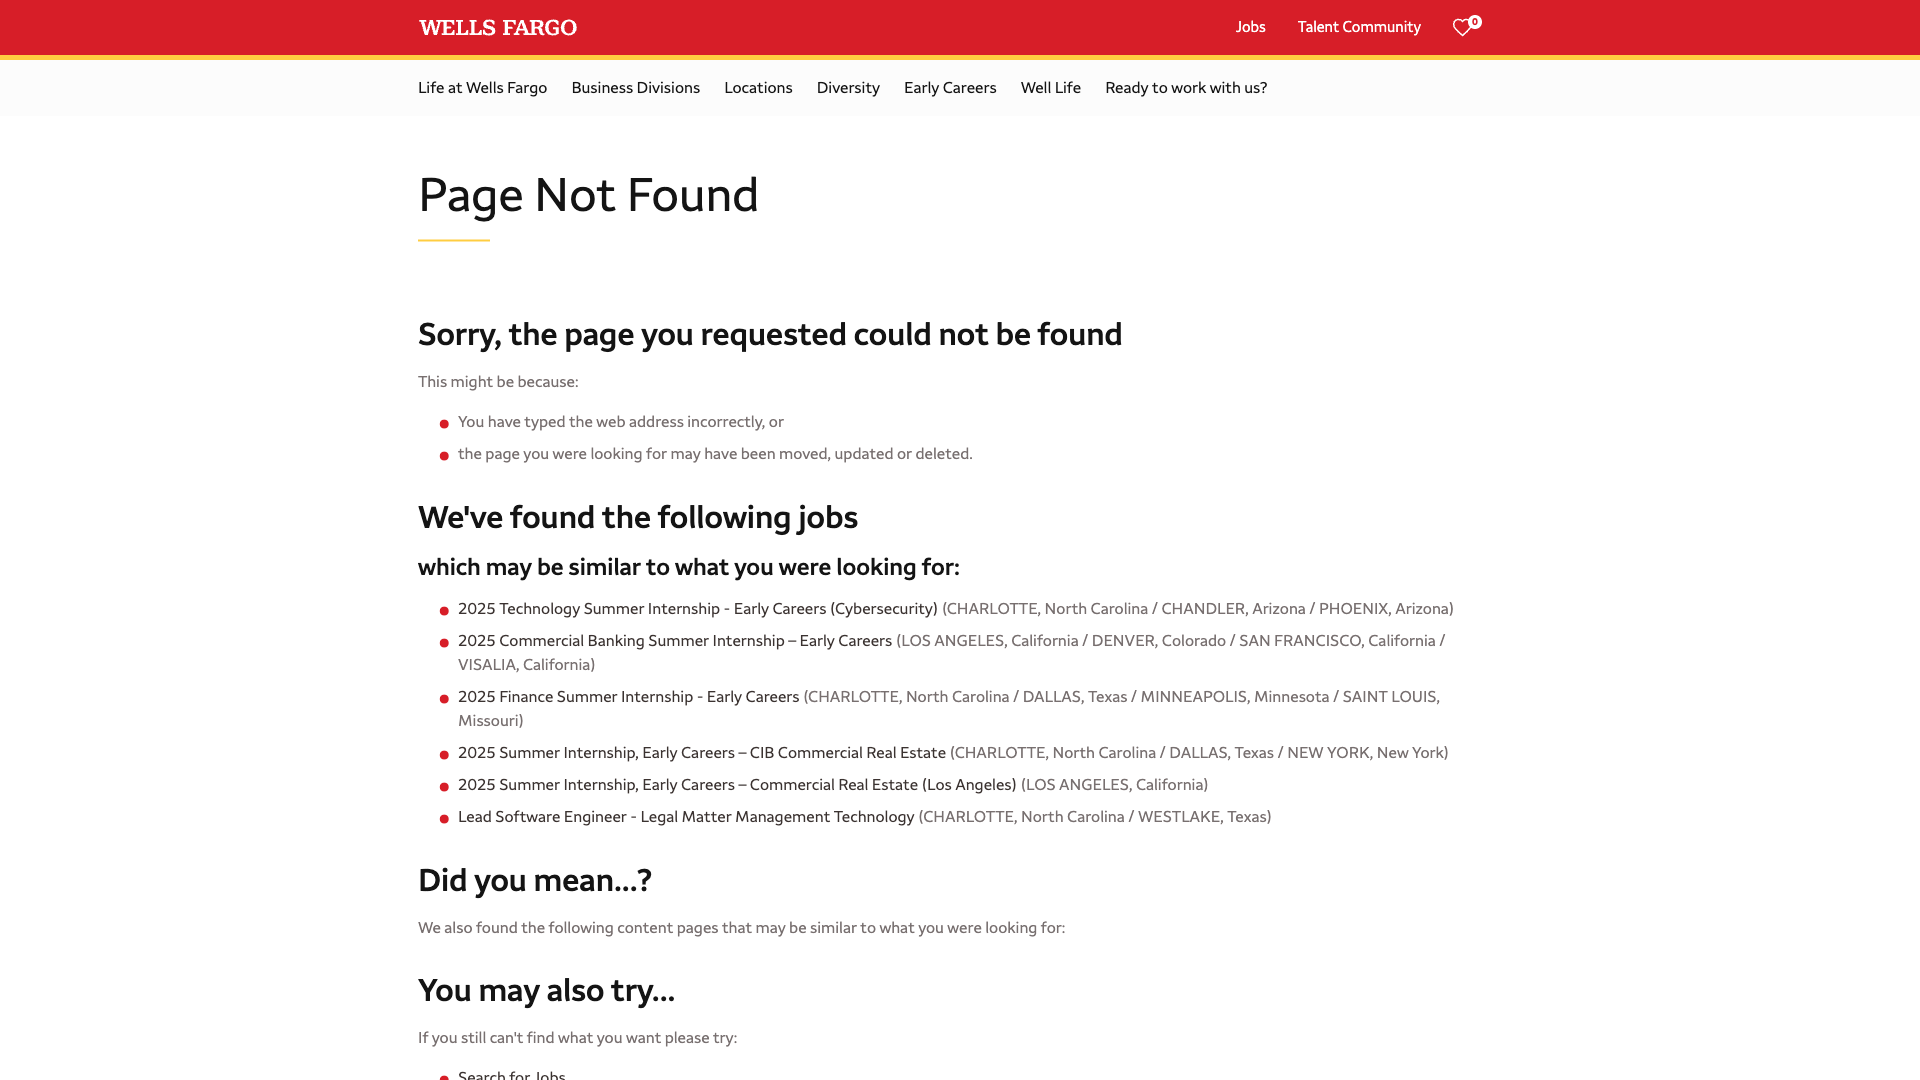 WELLS FARGO
Jobs
Talent Community
0
Life at Wells Fargo
Business Divisions
Locations
Diversity
Early Careers
Well Life
Ready to work with us?
Page Not Found
Sorry, the page you requested could not be found
This might be because:
You have typed the web address incorrectly, or
the page you were looking for may have been moved, updated or deleted.
We've found the following jobs
which may be similar to what you were looking for:
2025 Technology Summer Internship - Early Careers (Cybersecurity) (CHARLOTTE, North Carolina / CHANDLER, Arizona / PHOENIX, Arizona)
2025 Commercial Banking Summer Internship – Early Careers (LOS ANGELES, California / DENVER, Colorado / SAN FRANCISCO, California /
VISALIA, California)
2025 Finance Summer Internship - Early Careers (CHARLOTTE, North Carolina / DALLAS, Texas / MINNEAPOLIS, Minnesota / SAINT LOUIS,
Missouri)
2025 Summer Internship, Early Careers – CIB Commercial Real Estate (CHARLOTTE, North Carolina / DALLAS, Texas / NEW YORK, New York)
2025 Summer Internship, Early Careers – Commercial Real Estate (Los Angeles) (LOS ANGELES, California)
Lead Software Engineer - Legal Matter Management Technology (CHARLOTTE, North Carolina / WESTLAKE, Texas)
Did you mean...?
We also found the following content pages that may be similar to what you were looking for:
You may also try...
If you still can't find what you want please try:
Search for Jobs